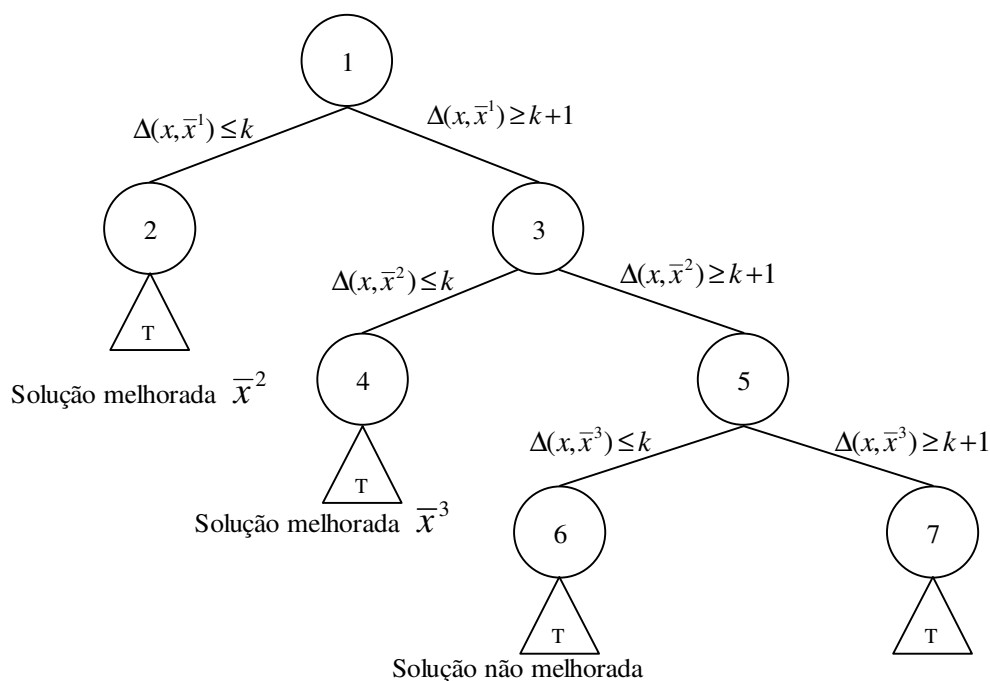 1
Δ(x,x̅¹)≤k
Δ(x,x̅¹)≥k+1
2
3
T
Δ(x,x̅²)≤k
Δ(x,x̅²)≥k+1
Solução melhorada x̅²
4
5
T
Δ(x,x̅³)≤k
Δ(x,x̅³)≥k+1
Solução melhorada x̅³
6
7
T
T
Solução não melhorada